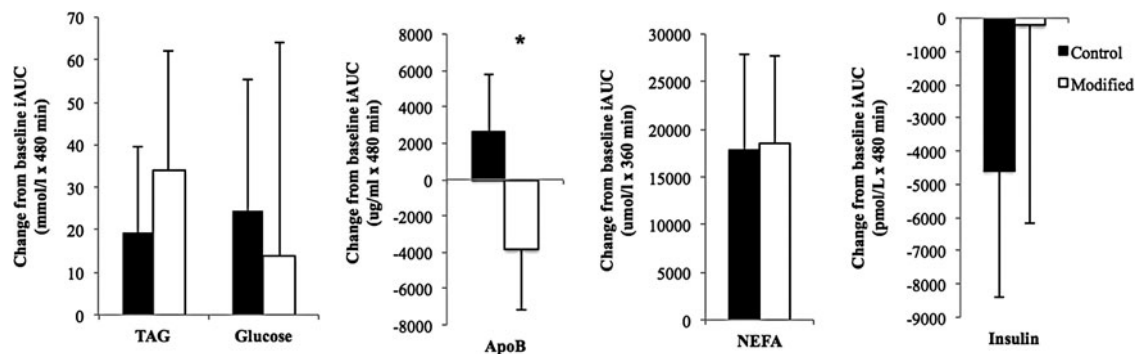 Change from baseline iAUC
(mmol/l x 480 min)
70
60
50
40
30
20
10
0
TAG Glucose
Change from baseline iAUC
(ug/ml x 480 min)
8000
6000
4000
2000
0
-2000
-4000
-6000
-8000
*
ApoB
Change from baseline iAUC
(umol/l x 360 min)
30000
25000
20000
15000
10000
5000
0
NEFA
Change from baseline iAUC
(pmol/L x 480 min)
0
-1000
-2000
-3000
-4000
-5000
-6000
-7000
-8000
-9000
Insulin
Control
Modified